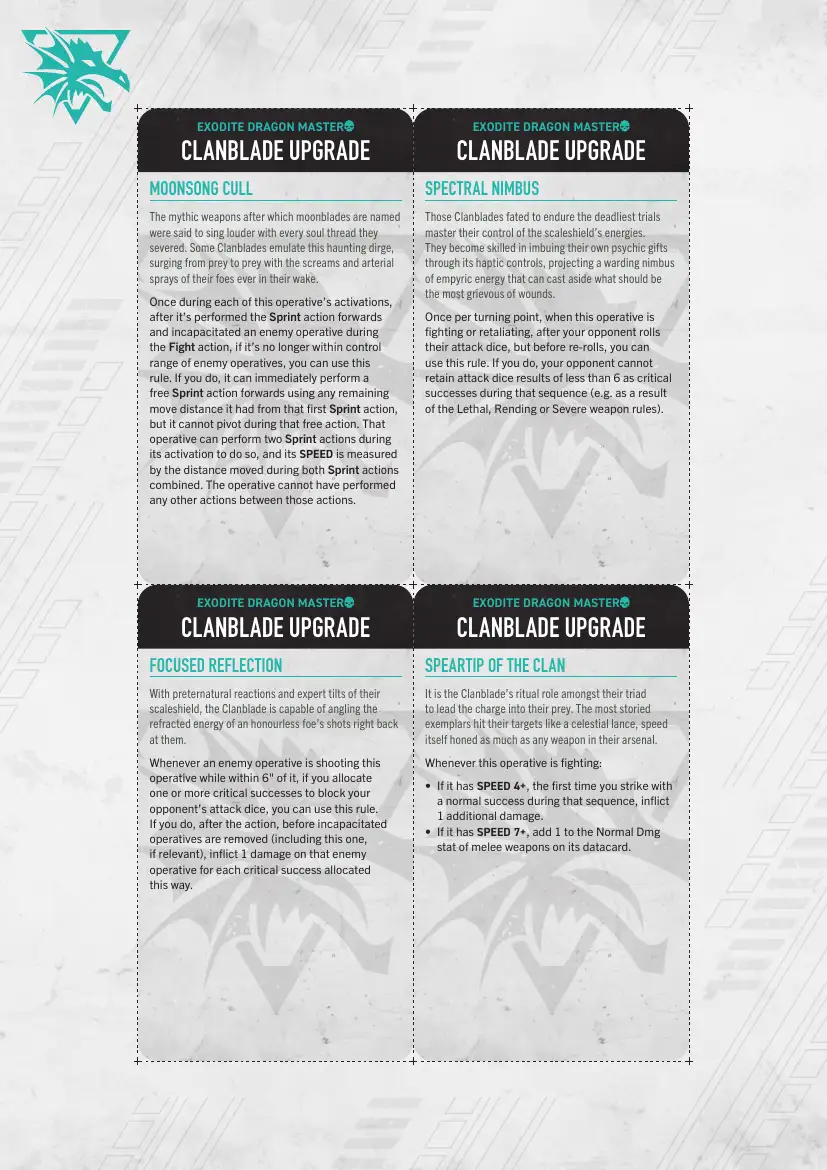 EXODITE DRAGON MASTER
CLANBLADE UPGRADE
MOONSONG CULL
The mythic weapons after which moonblades are named
were said to sing louder with every soul thread they
severed. Some Clanblades emulate this haunting dirge,
surging from prey to prey with the screams and arterial
sprays of their foes ever in their wake.
Once during each of this operative's activations,
after it's performed the Sprint action forwards
and incapacitated an enemy operative during
the Fight action, if it's no longer within control
range of enemy operatives, you can use this
rule. If you do, it can immediately perform a
free Sprint action forwards using any remaining
move distance it had from that first Sprint action,
but it cannot pivot during that free action. That
operative can perform two Sprint actions during
its activation to do so, and its SPEED is measured
by the distance moved during both Sprint actions
combined. The operative cannot have performed
any other actions between those actions.
EXODITE DRAGON MASTER
CLANBLADE UPGRADE
SPECTRAL NIMBUS
Those Clanblades fated to endure the deadliest trials
master their control of the scaleshield's energies.
They become skilled in imbuing their own psychic gifts
through its haptic controls, projecting a warding nimbus
of empyric energy that can cast aside what should be
the most grievous of wounds.
Once per turning point, when this operative is
fighting or retaliating, after your opponent rolls
their attack dice, but before re-rolls, you can
use this rule. If you do, your opponent cannot
retain attack dice results of less than 6 as critical
successes during that sequence (e.g. as a result
of the Lethal, Rending or Severe weapon rules).
EXODITE DRAGON MASTER
CLANBLADE UPGRADE
FOCUSED REFLECTION
With preternatural reactions and expert tilts of their
scaleshield, the Clanblade is capable of angling the
refracted energy of an honourless foe's shots right back
at them.
Whenever an enemy operative is shooting this
operative while within 6" of it, if you allocate
one or more critical successes to block your
opponent's attack dice, you can use this rule.
If you do, after the action, before incapacitated
operatives are removed (including this one,
if relevant), inflict 1 damage on that enemy
operative for each critical success allocated
this way.
EXODITE DRAGON MASTER
CLANBLADE UPGRADE
SPEARTIP OF THE CLAN
It is the Clanblade's ritual role amongst their triad
to lead the charge into their prey. The most storied
exemplars hit their targets like a celestial lance, speed
itself honed as much as any weapon in their arsenal.
Whenever this operative is fighting:
• If it has SPEED 4+, the first time you strike with
a normal success during that sequence, inflict
1 additional damage.
• If it has SPEED 7+, add 1 to the Normal Dmg
stat of melee weapons on its datacard.